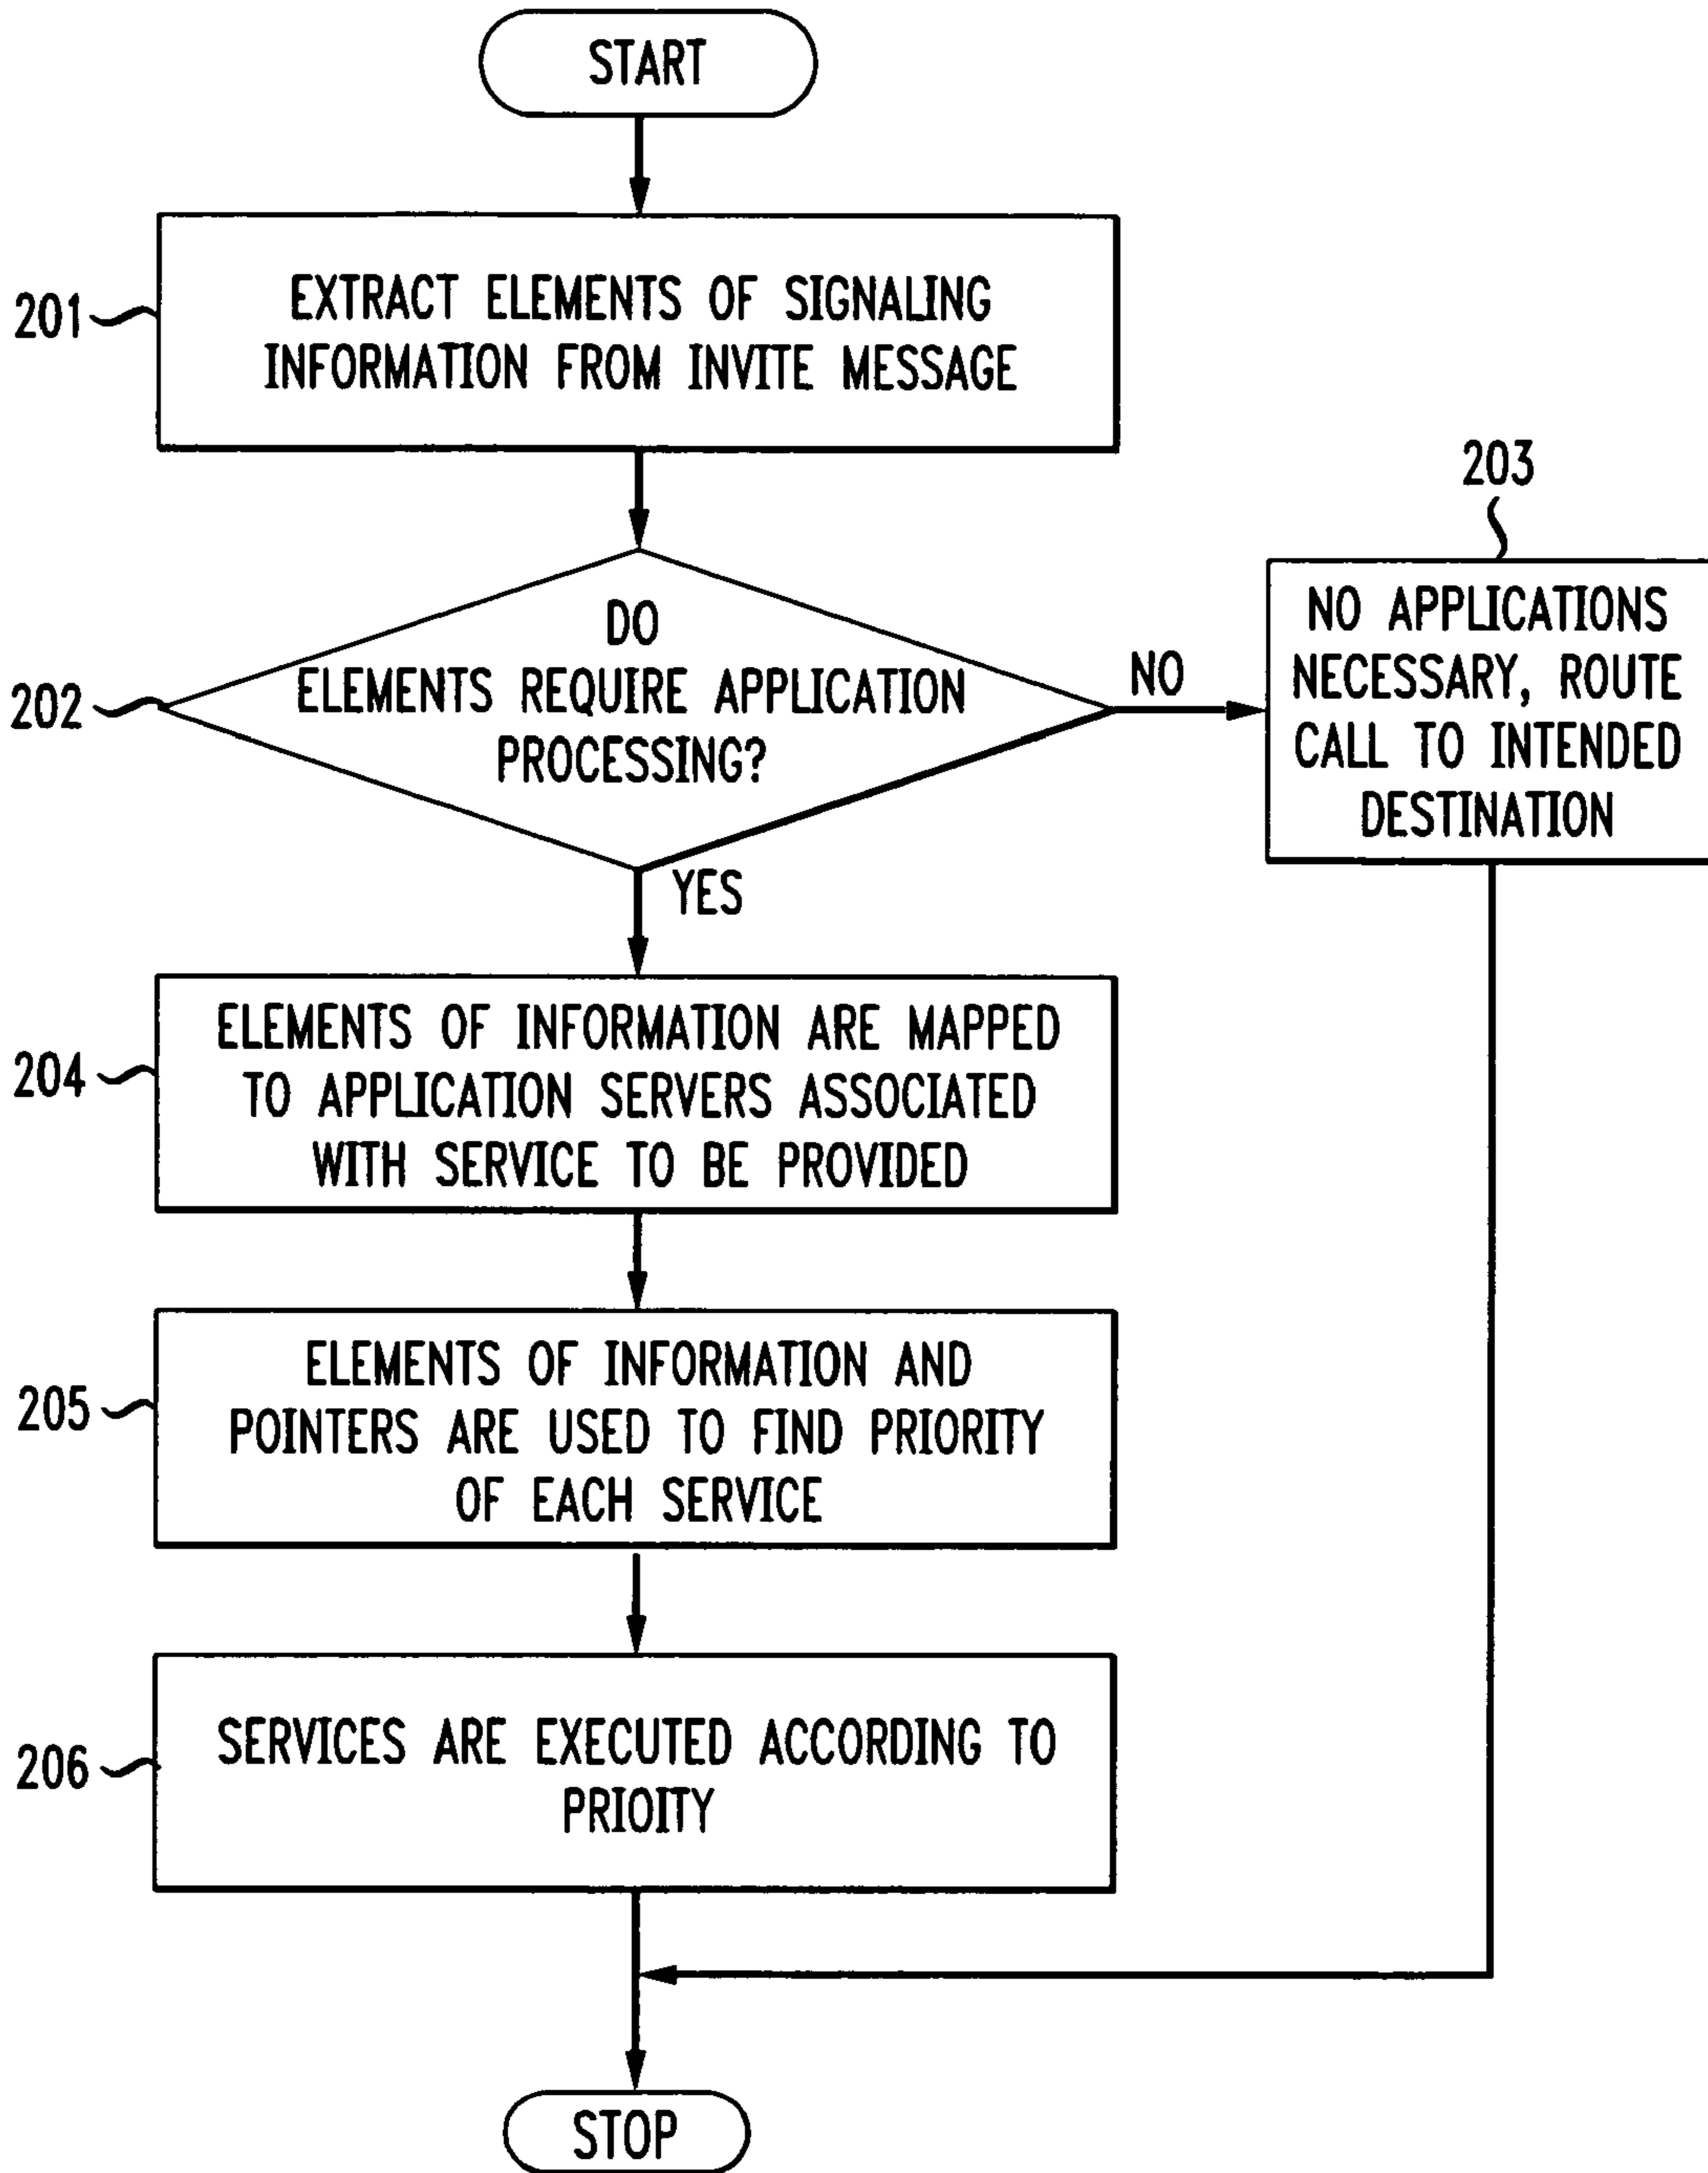 START
201
EXTRACT ELEMENTS OF SIGNALING
INFORMATION FROM INVITE MESSAGE
202
DO
ELEMENTS REQUIRE APPLICATION
PROCESSING?
NO
203
NO APPLICATIONS
NECESSARY, ROUTE
CALL TO INTENDED
DESTINATION
YES
204
ELEMENTS OF INFORMATION ARE MAPPED
TO APPLICATION SERVERS ASSOCIATED
WITH SERVICE TO BE PROVIDED
205
ELEMENTS OF INFORMATION AND
POINTERS ARE USED TO FIND PRIORITY
OF EACH SERVICE
206
SERVICES ARE EXECUTED ACCORDING TO
PRIOITY
STOP